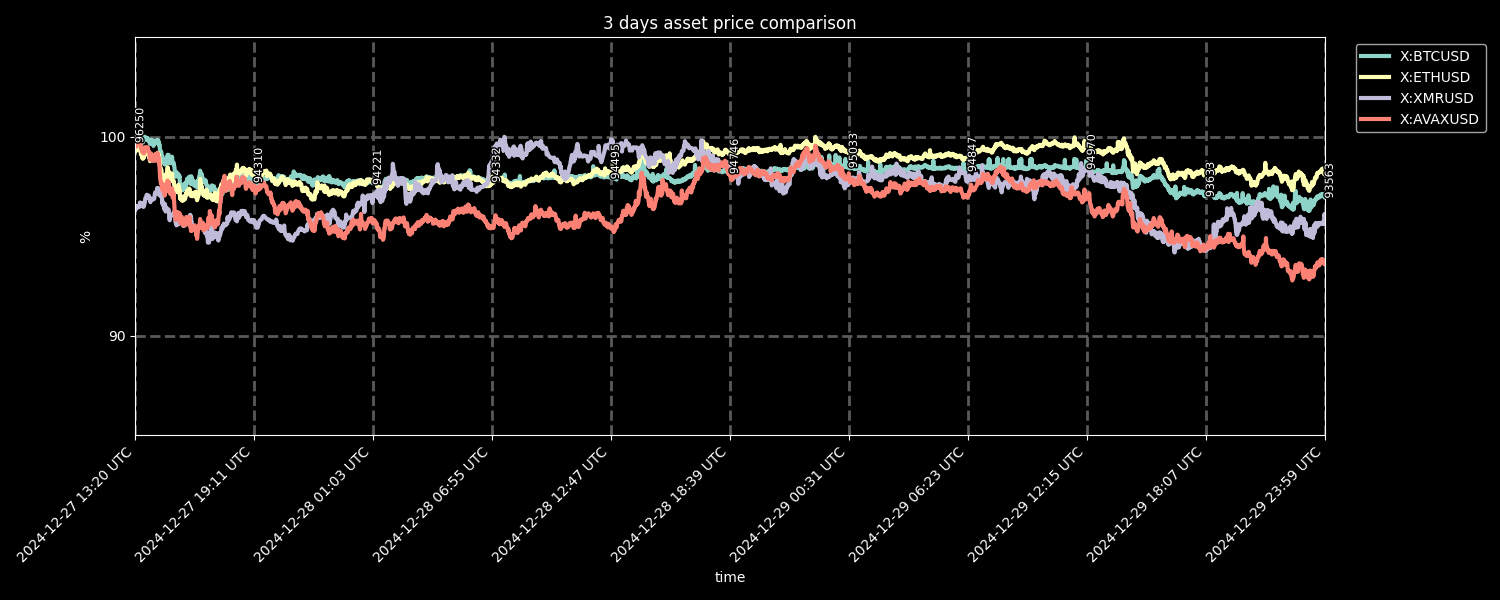 3 days asset price comparison
X:BTCUSD
X:ETHUSD
X:XMRUSD
X:AVAXUSD
100
90
%
96250
94310
94221
94332
94495
94746
95033
94847
94970
93633
93563
2024-12-27 13:20 UTC
2024-12-27 19:11 UTC
2024-12-28 01:03 UTC
2024-12-28 06:55 UTC
2024-12-28 12:47 UTC
2024-12-28 18:39 UTC
2024-12-29 00:31 UTC
2024-12-29 06:23 UTC
2024-12-29 12:15 UTC
2024-12-29 18:07 UTC
2024-12-29 23:59 UTC
time